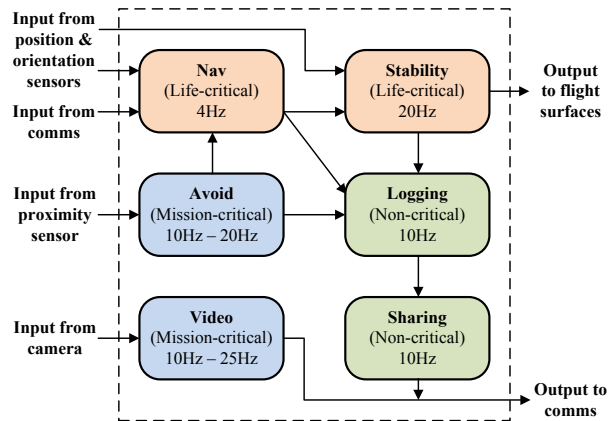 Input from
position &
orientation
sensors
Nav
(Life-critical)
4Hz
Stability
(Life-critical)
20Hz
Output
to flight
surfaces
Input from
comms
Input from
proximity
sensor
Avoid
(Mission-critical)
10Hz – 20Hz
Logging
(Non-critical)
10Hz
Input from
camera
Video
(Mission-critical)
10Hz – 25Hz
Sharing
(Non-critical)
10Hz
Output to
comms